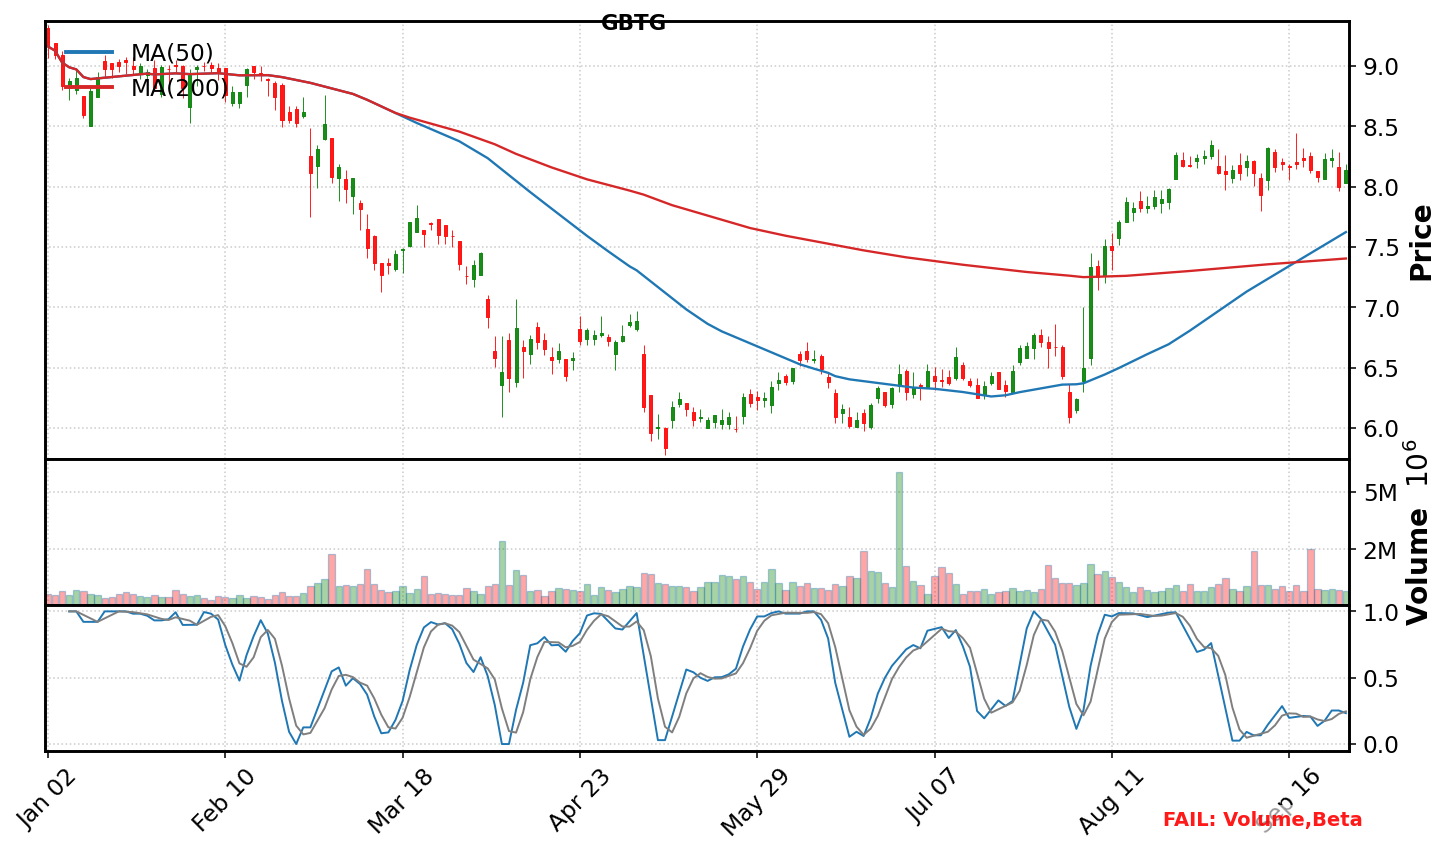 GBTG
MA(50)
MA(200)
9.0
8.5
8.0
7.5
7.0
6.5
6.0
Price
5M
2M
Volume 10^6
1.0
0.5
0.0
Jan 02
Feb 10
Mar 18
Apr 23
May 29
Jul 07
Aug 11
Sep 16
FAIL: Volume,Beta